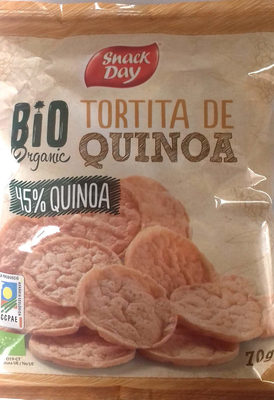 Snack
Day
BIO
Organic
TORTITA DE
QUINOA
45% QUINOA
CCPAE
70g